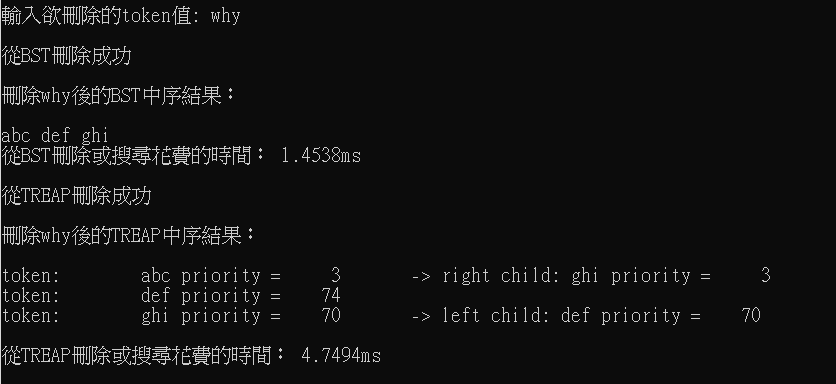 輸入欲刪除的token值: why
從BST刪除成功
刪除why後的BST中序結果：
abc def ghi
從BST刪除或搜尋花費的時間： 1.4538ms
從TREAP刪除成功
刪除why後的TREAP中序結果：
token: abc priority = 3 -> right child: ghi priority = 3
token: def priority = 74
token: ghi priority = 70 -> left child: def priority = 70
從TREAP刪除或搜尋花費的時間： 4.7494ms